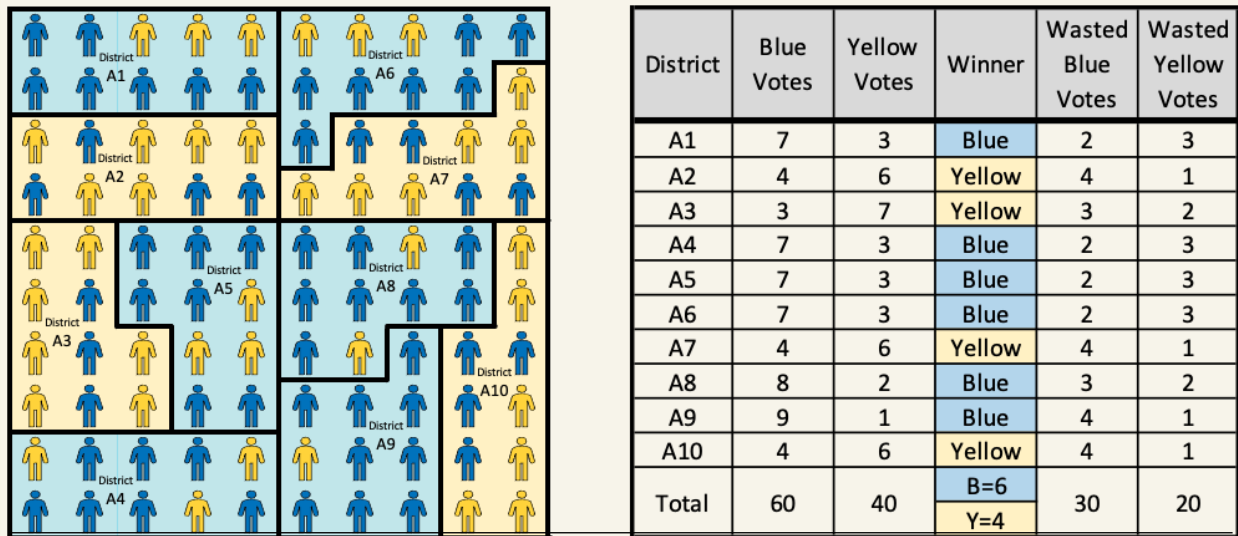 District
A1
District
A6
District
A2
District
A7
District
A5
District
A8
District
A3
District
A10
District
A9
District
A4
District Blue Votes Yellow Votes Winner Wasted Blue Votes Wasted Yellow Votes
A1 7 3 Blue 2 3
A2 4 6 Yellow 4 1
A3 3 7 Yellow 3 2
A4 7 3 Blue 2 3
A5 7 3 Blue 2 3
A6 7 3 Blue 2 3
A7 4 6 Yellow 4 1
A8 8 2 Blue 3 2
A9 9 1 Blue 4 1
A10 4 6 Yellow 4 1
Total 60 40 B=6 30 20
Y=4